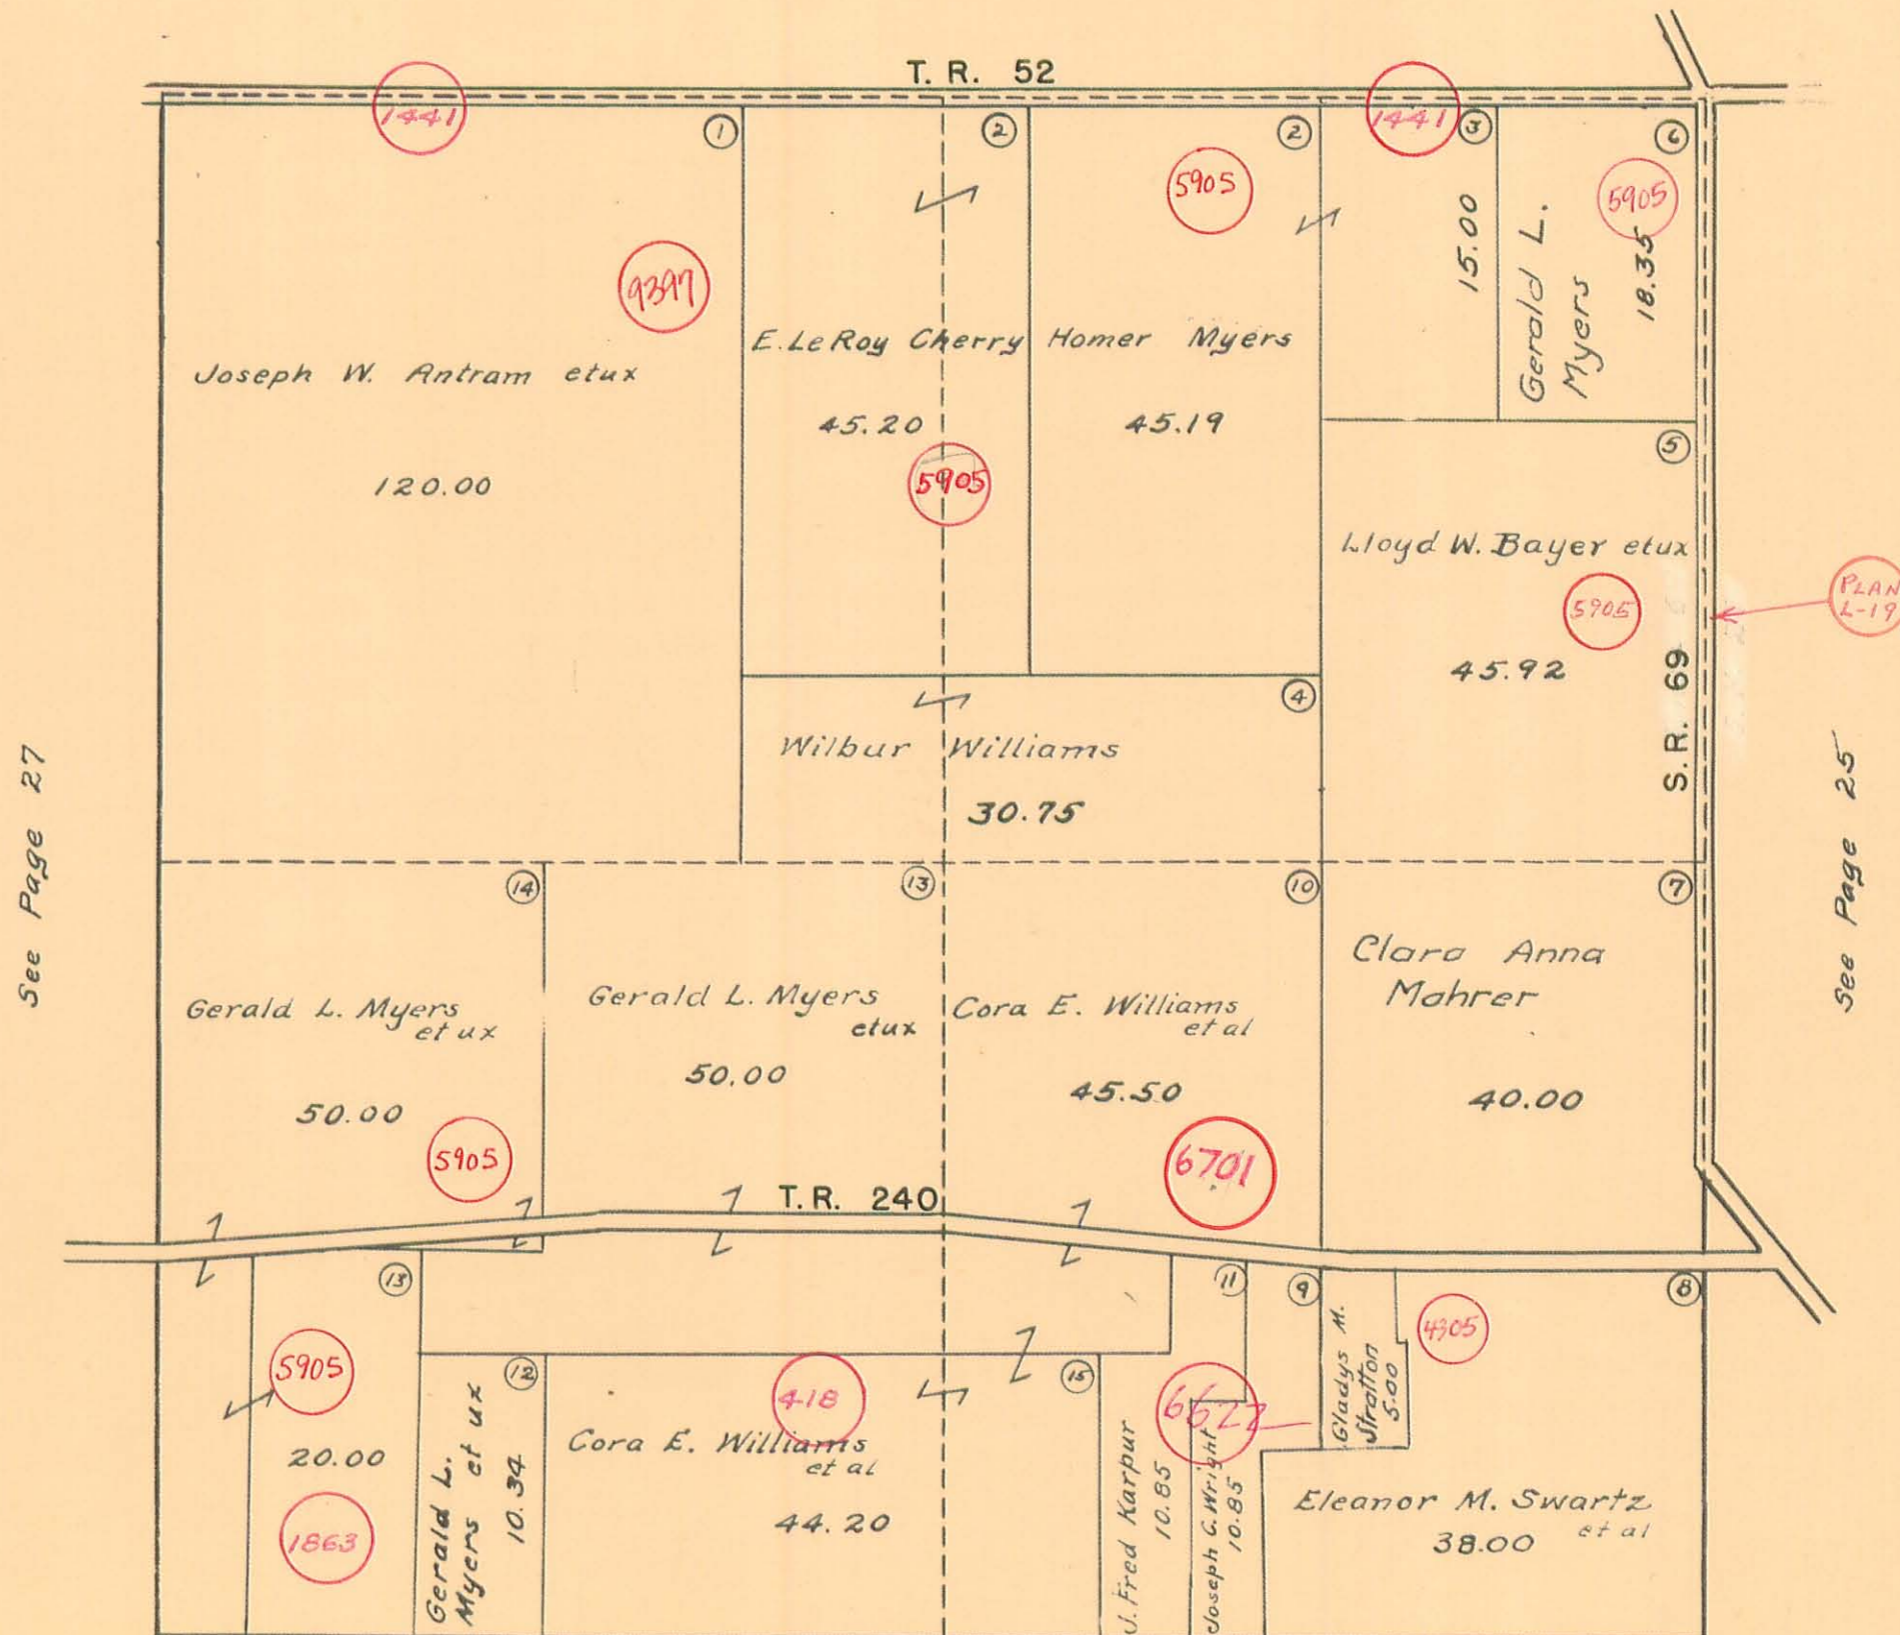 T. R. 52
1441
1
2
2
1441
3
6
5905
5905
15.00
Gerald L.
Myers
18.35
9397
E. Le Roy Cherry
45.20
5905
Homer Myers
45.19
Joseph W. Antram etux
120.00
5
Lloyd W. Bayer etux
5905
45.92
S. R. 69
PLAN
L-19
4
Wilbur Williams
30.75
See Page 27
See Page 25
14
13
10
7
Gerald L. Myers
et ux
50.00
5905
Gerald L. Myers
etux
50.00
Cora E. Williams
et al
45.50
6701
Clara Anna
Mahrer
40.00
T. R. 240
13
11
9
8
5905
20.00
1863
12
Gerald L.
Myers et ux
10.34
418
15
Cora E. Williams
et al
44.20
J. Fred Karpur
10.85
6622
Joseph C. Wright
10.85
Gladys M.
Stratton
5.00
4305
Eleanor M. Swartz
et al
38.00